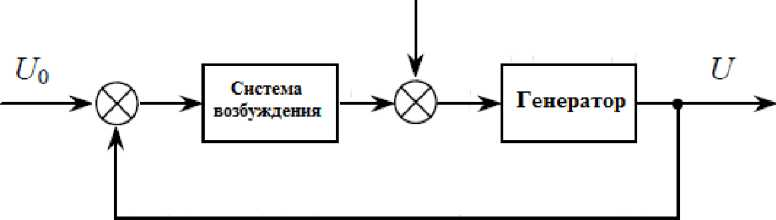 U₀
Система
возбуждения
Генератор
U